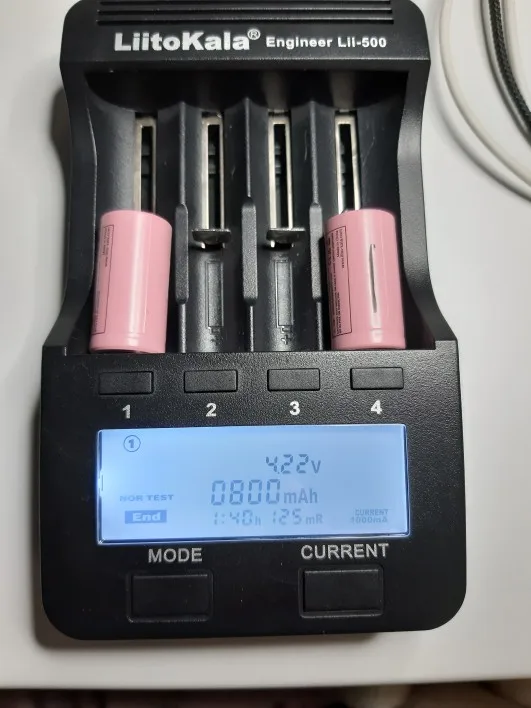 LiitoKala® Engineer Lii-500
1 2 3 4
①
4.22V
0800mAh
NOR TEST
End
1:40h 125mR
CURRENT
1000mA
MODE CURRENT